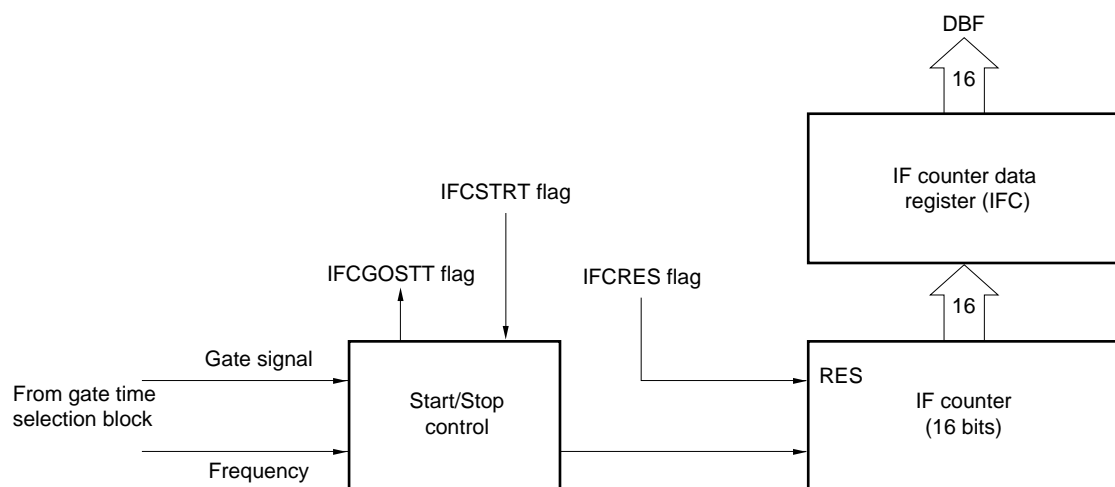 DBF
16
IF counter data
register (IFC)
IFCSTRT flag
IFCGOSTT flag
IFCRES flag
16
Gate signal
From gate time
selection block
Frequency
Start/Stop
control
RES
IF counter
(16 bits)